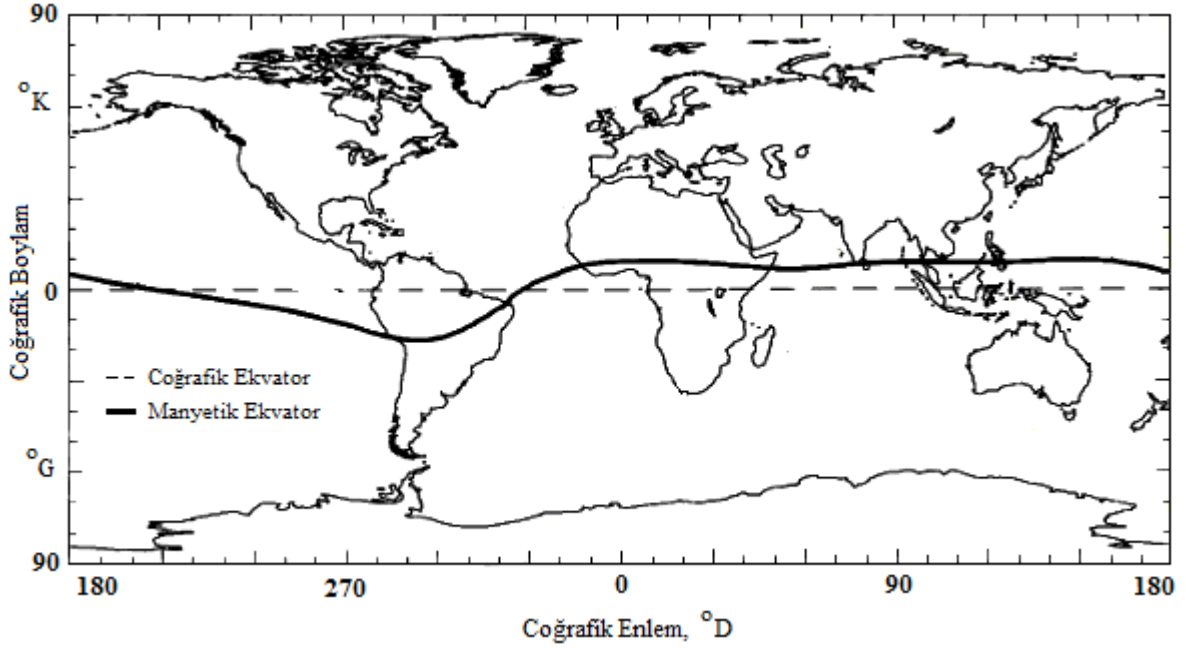 90
°K
Coğrafik Boylam
0
Coğrafik Ekvator
Manyetik Ekvator
°G
90
180 270 0 90 180
Coğrafik Enlem, °D